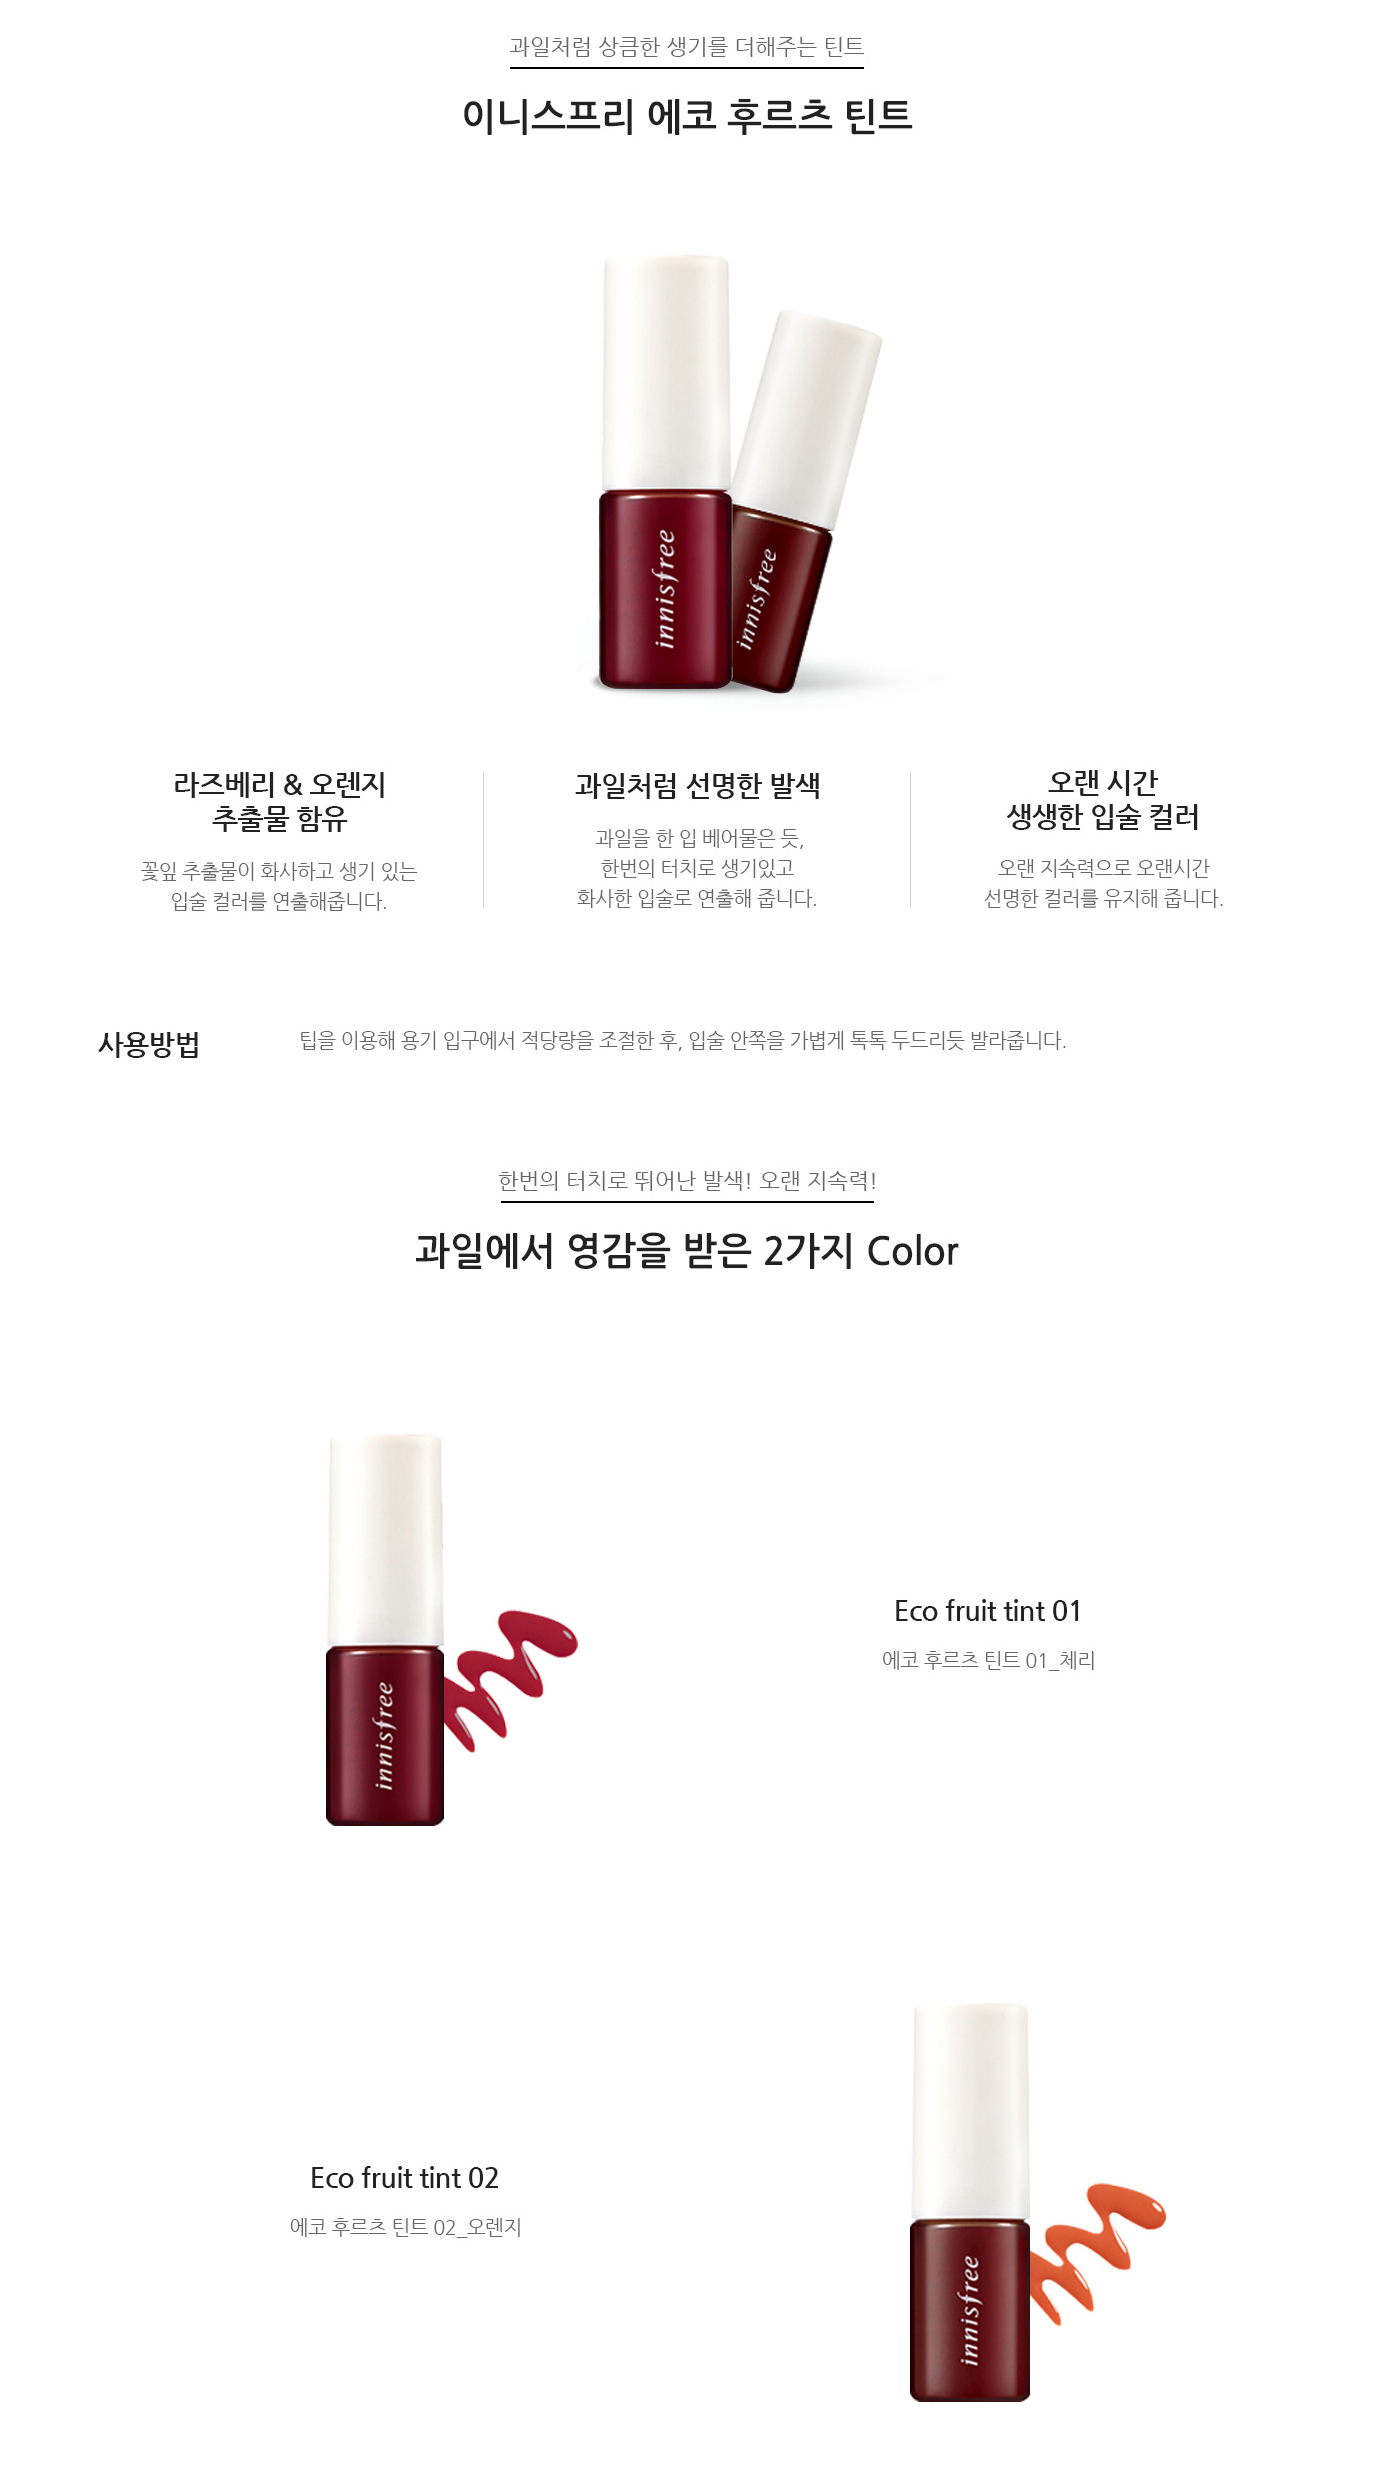 과일처럼 상큼한 생기를 더해주는 틴트
이니스프리 에코 후르츠 틴트
innisfree
innisfree
라즈베리 & 오렌지
추출물 함유
꽃잎 추출물이 화사하고 생기 있는
입술 컬러를 연출해줍니다.
과일처럼 선명한 발색
과일을 한 입 베어물은 듯,
한번의 터치로 생기있고
화사한 입술로 연출해 줍니다.
오랜 시간
생생한 입술 컬러
오랜 지속력으로 오랜시간
선명한 컬러를 유지해 줍니다.
사용방법
팁을 이용해 용기 입구에서 적당량을 조절한 후, 입술 안쪽을 가볍게 톡톡 두드리듯 발라줍니다.
한번의 터치로 뛰어난 발색! 오랜 지속력!
과일에서 영감을 받은 2가지 Color
innisfree
Eco fruit tint 01
에코 후르츠 틴트 01_체리
Eco fruit tint 02
에코 후르츠 틴트 02_오렌지
innisfree